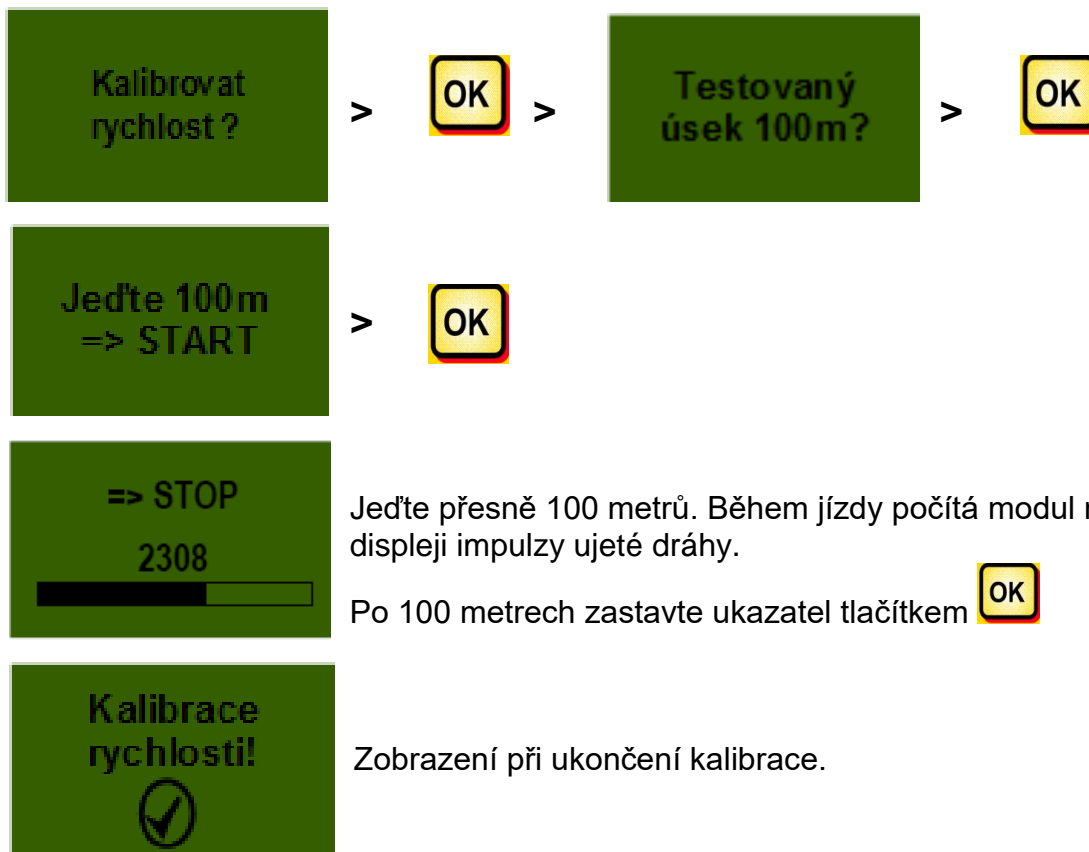 Kalibrovat
rychlost ?
>
OK
>
Testovaný
úsek 100m?
>
OK
Jeďte 100m
=> START
>
OK
=> STOP
2308
Jeďte přesně 100 metrů. Během jízdy počítá modul
displeji impulzy ujeté dráhy.
Po 100 metrech zastavte ukazatel tlačítkem OK
Kalibrace
rychlosti!
Zobrazení při ukončení kalibrace.